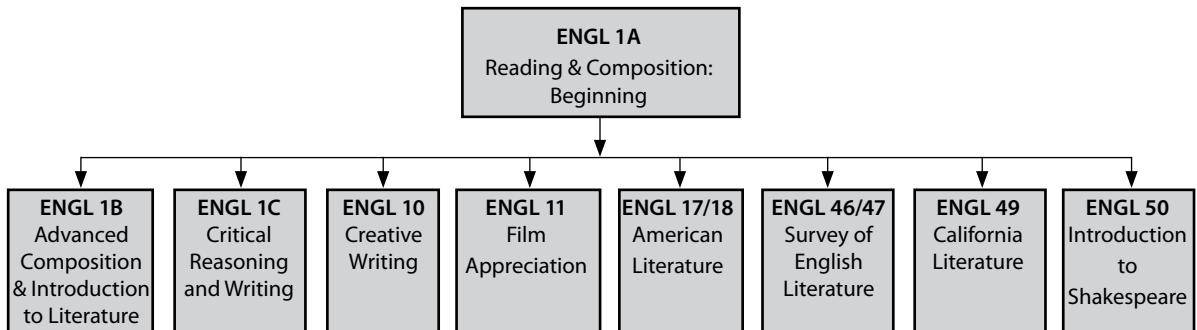 ENGL 1A
Reading & Composition:
Beginning
ENGL 1B
Advanced
Composition
& Introduction
to Literature
ENGL 1C
Critical
Reasoning
and Writing
ENGL 10
Creative
Writing
ENGL 11
Film
Appreciation
ENGL 17/18
American
Literature
ENGL 46/47
Survey of
English
Literature
ENGL 49
California
Literature
ENGL 50
Introduction
to
Shakespeare